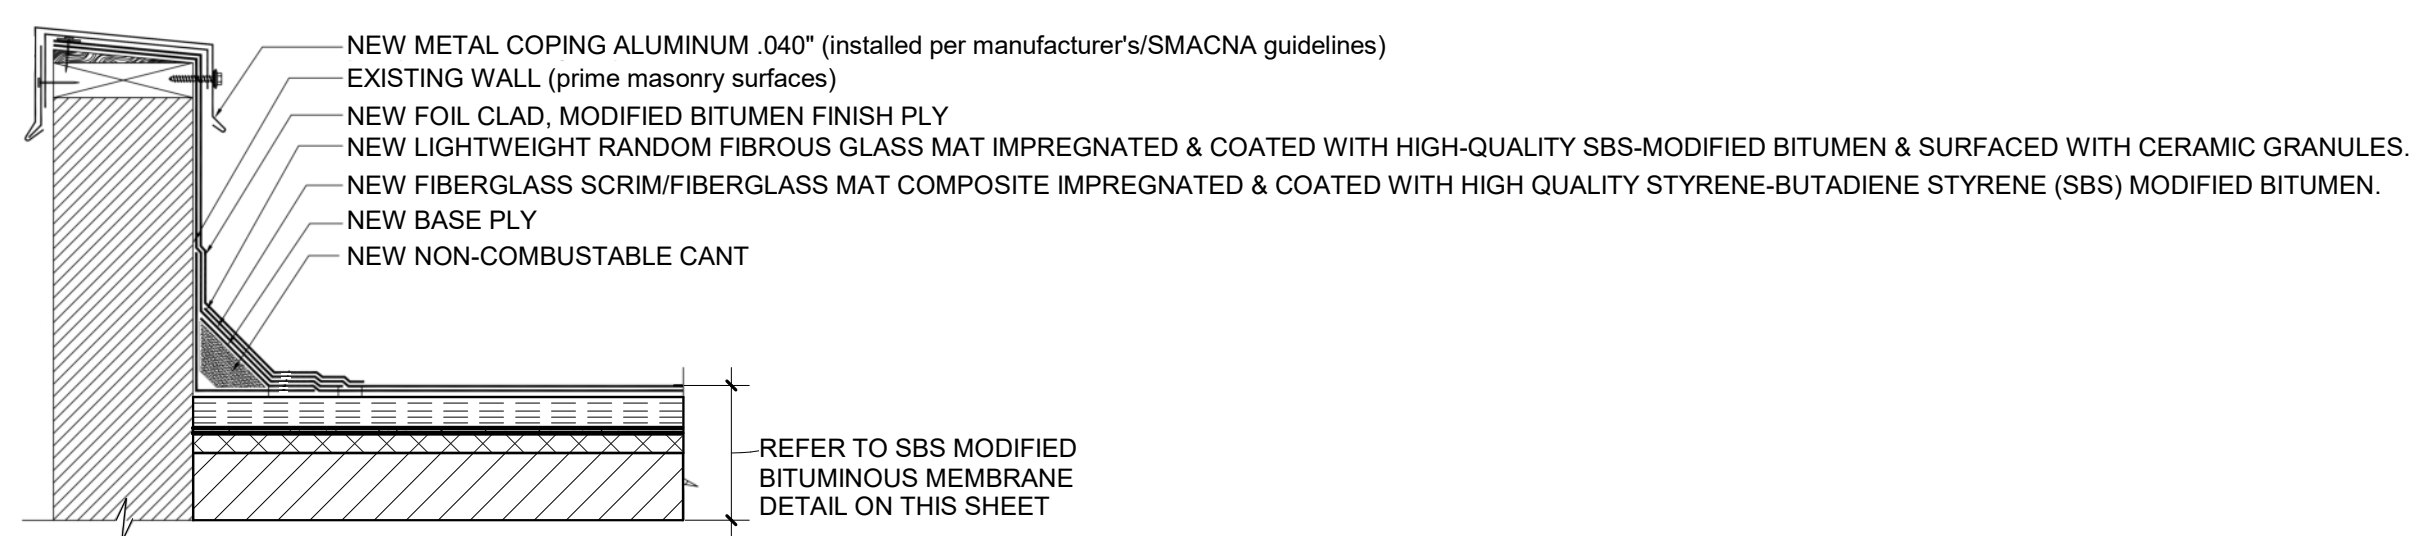 NEW METAL COPING ALUMINUM .040" (installed per manufacturer's/SMACNA guidelines)
EXISTING WALL (prime masonry surfaces)
NEW FOIL CLAD, MODIFIED BITUMEN FINISH PLY
NEW LIGHTWEIGHT RANDOM FIBROUS GLASS MAT IMPREGNATED & COATED WITH HIGH-QUALITY SBS-MODIFIED BITUMEN & SURFACED WITH CERAMIC GRANULES.
NEW FIBERGLASS SCRIM/FIBERGLASS MAT COMPOSITE IMPREGNATED & COATED WITH HIGH QUALITY STYRENE-BUTADIENE STYRENE (SBS) MODIFIED BITUMEN.
NEW BASE PLY
NEW NON-COMBUSTABLE CANT
REFER TO SBS MODIFIED
BITUMINOUS MEMBRANE
DETAIL ON THIS SHEET